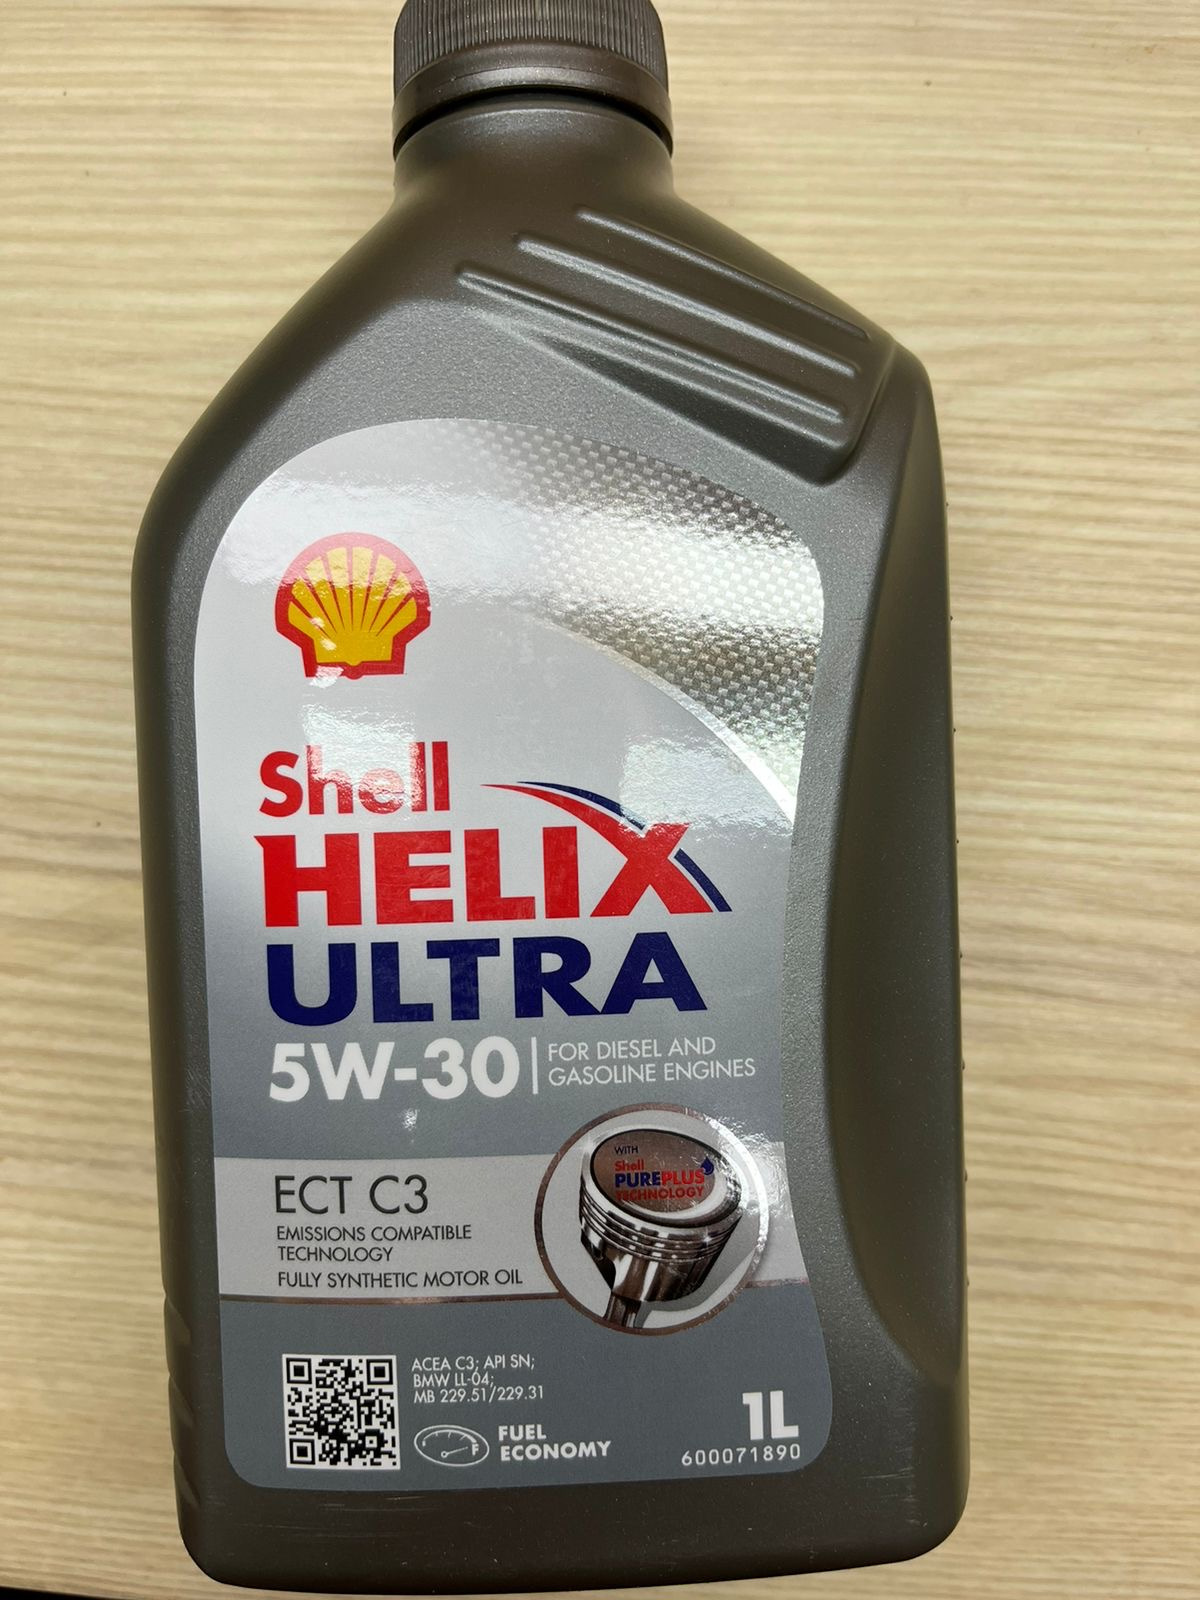 Shell
HELIX
ULTRA
5W-30
FOR DIESEL AND
GASOLINE ENGINES
WITH
Shell
PUREPLUS
TECHNOLOGY
ECT C3
EMISSIONS COMPATIBLE
TECHNOLOGY
FULLY SYNTHETIC MOTOR OIL
ACEA C3; API SN;
BMW LL-04;
MB 229.51/229.31
F
FUEL
ECONOMY
1L
600071890